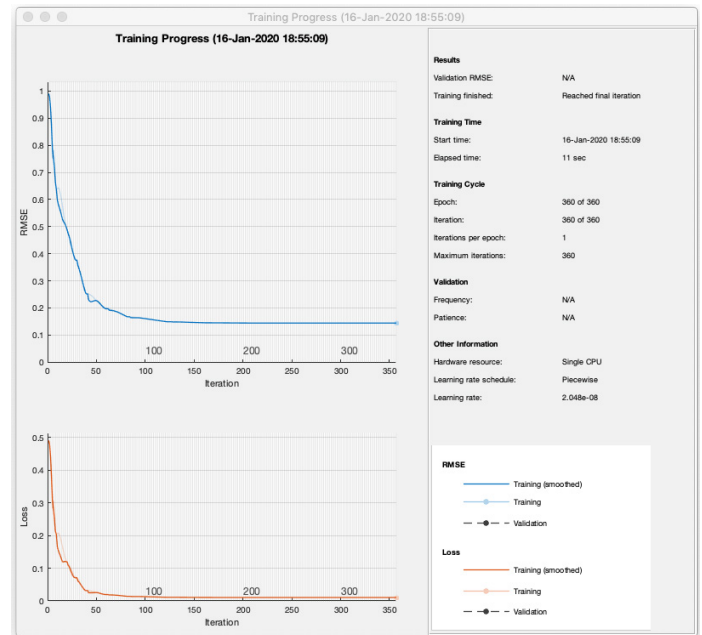 Training Progress (16-Jan-2020 18:55:09)
Training Progress (16-Jan-2020 18:55:09)
1
0.9
0.8
0.7
0.6
0.5
0.4
0.3
0.2
0.1
0
RMSE
100 200 300
0 50 100 150 200 250 300 350
Iteration
0.5
0.4
0.3
0.2
0.1
0
Loss
100 200 300
0 50 100 150 200 250 300 350
Iteration
Results
Validation RMSE: N/A
Training finished: Reached final iteration
Training Time
Start time: 16-Jan-2020 18:55:09
Elapsed time: 11 sec
Training Cycle
Epoch: 360 of 360
Iteration: 360 of 360
Iterations per epoch: 1
Maximum iterations: 360
Validation
Frequency: N/A
Patience: N/A
Other Information
Hardware resource: Single CPU
Learning rate schedule: Piecewise
Learning rate: 2.048e-08
RMSE
Training (smoothed)
Training
Validation
Loss
Training (smoothed)
Training
Validation